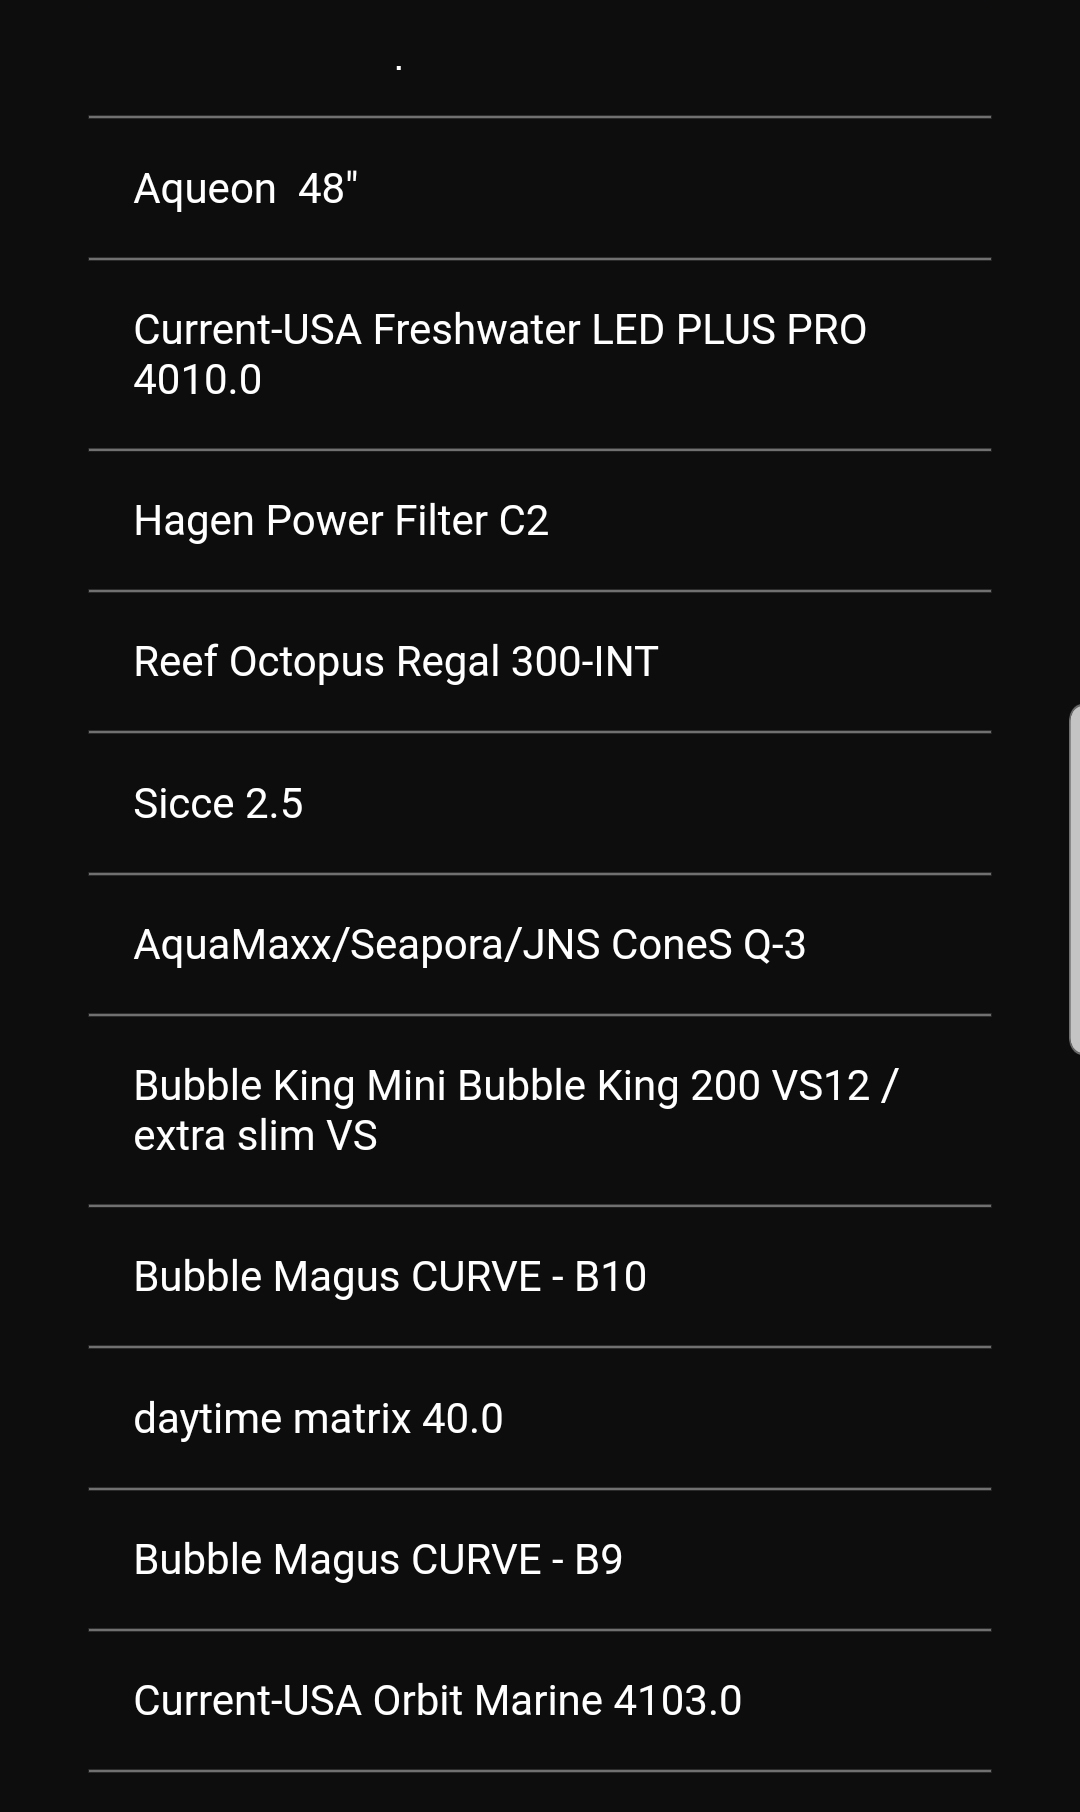 Aqueon  48"
Current-USA Freshwater LED PLUS PRO
4010.0
Hagen Power Filter C2
Reef Octopus Regal 300-INT
Sicce 2.5
AquaMaxx/Seapora/JNS ConeS Q-3
Bubble King Mini Bubble King 200 VS12 /
extra slim VS
Bubble Magus CURVE - B10
daytime matrix 40.0
Bubble Magus CURVE - B9
Current-USA Orbit Marine 4103.0